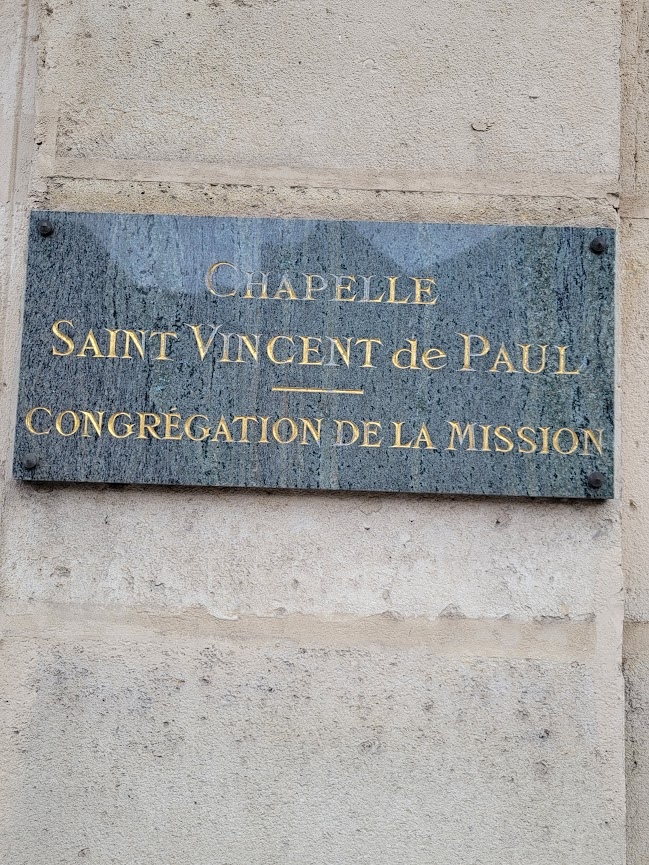 CHAPELLE
SAINT VINCENT de PAUL
CONGRÉGATION DE LA MISSION